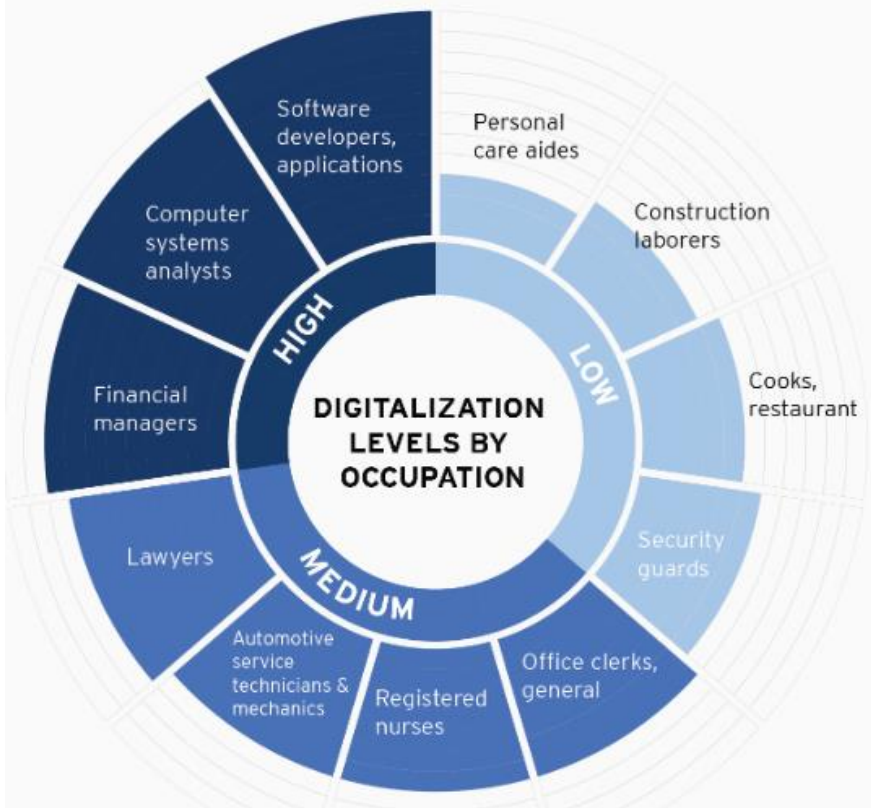 DIGITALIZATION
LEVELS BY
OCCUPATION
HIGH
LOW
MEDIUM
Software
developers,
applications
Personal
care aides
Construction
laborers
Cooks,
restaurant
Security
guards
Office clerks,
general
Registered
nurses
Automotive
service
technicians &
mechanics
Lawyers
Financial
managers
Computer
systems
analysts